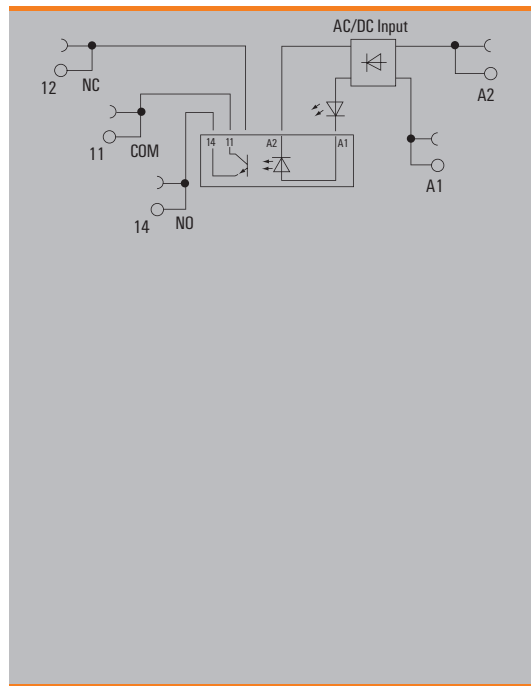 AC/DC Input
12 NC
A2
11 COM
14 11 A2 A1
A1
14 NO